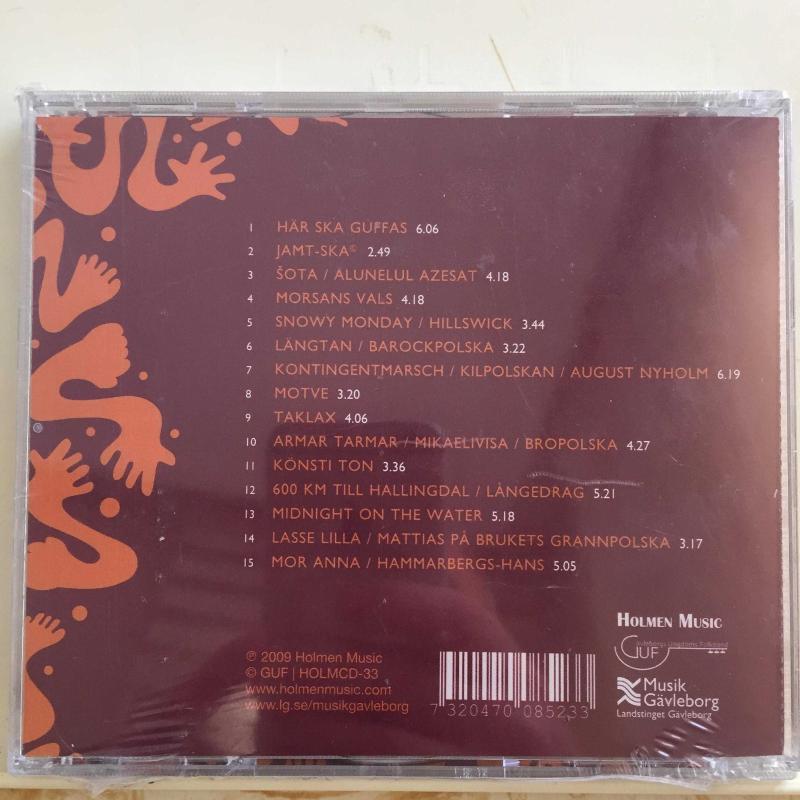 1 HÄR SKA GUFFAS 6.06
2 JAMT-SKA© 2.49
3 ŠOTA / ALUNELUL AZESAT 4.18
4 MORSANS VALS 4.18
5 SNOWY MONDAY / HILLSWICK 3.44
6 LÄNGTAN / BAROCKPOLSKA 3.22
7 KONTINGENTMARSCH / KILPOLSKAN / AUGUST NYHOLM 6.19
8 MOTVE 3.20
9 TAKLAX 4.06
10 ARMAR TARMAR / MIKAELIVISA / BROPOLSKA 4.27
11 KÖNSTI TON 3.36
12 600 KM TILL HALLINGDAL / LÅNGEDRAG 5.21
13 MIDNIGHT ON THE WATER 5.18
14 LASSE LILLA / MATTIAS PÅ BRUKETS GRANNPOLSKA 3.17
15 MOR ANNA / HAMMARBERGS-HANS 5.05
℗ 2009 Holmen Music
© GUF | HOLMCD-33
www.holmenmusic.com
www.lg.se/musikgavleborg
7 320470 085233
HOLMEN MUSIC
Gävleborgs Ungdoms Folkband
GUF
Musik
Gävleborg
Landstinget Gävleborg